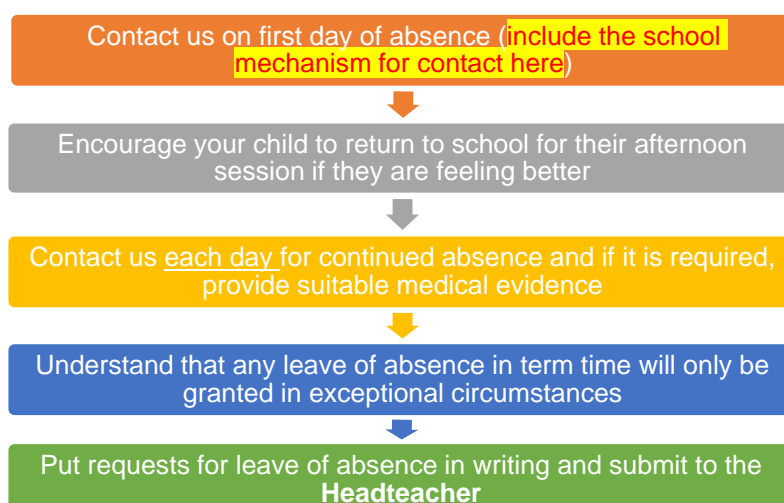 Contact us on first day of absence (include the school
mechanism for contact here)
Encourage your child to return to school for their afternoon
session if they are feeling better
Contact us each day for continued absence and if it is required,
provide suitable medical evidence
Understand that any leave of absence in term time will only be
granted in exceptional circumstances
Put requests for leave of absence in writing and submit to the
Headteacher